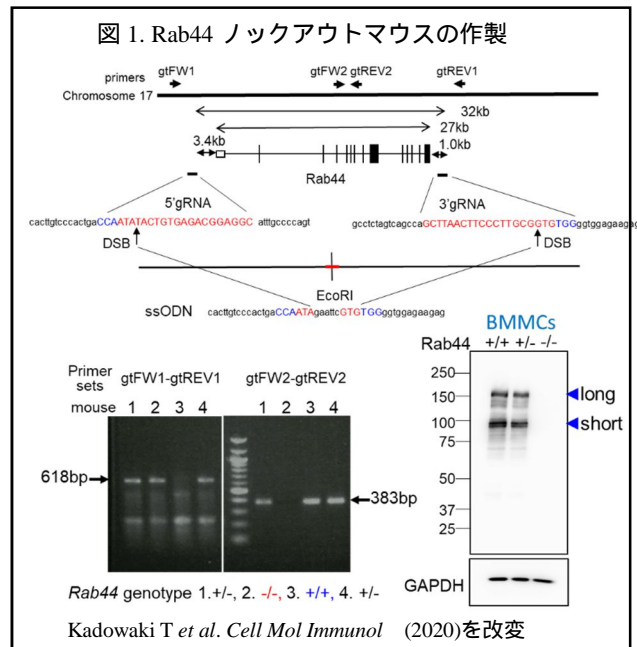 図 1. Rab44 ノックアウトマウスの作製
primers
gtFW1
gtFW2
gtREV2
gtREV1
Chromosome 17
32kb
27kb
3.4kb
1.0kb
Rab44
5'gRNA
3'gRNA
cacttgtcccactgaCCAATATACTGTGAGACGGAGGC atttgccccagt
gcctctagtcagccaGCTTAACTTCCCTTGCGGTGTGGggtggagaagag
DSB
DSB
EcoRI
ssODN
cacttgtcccactgaCCAATAgaattcGTGTGGggtggagaagag
BMMCs
Rab44 +/+ +/- -/-
250
150
100
75
50
37
25
long
short
GAPDH
Primer
sets
gtFW1-gtREV1
gtFW2-gtREV2
mouse 1 2 3 4 1 2 3 4
618bp
383bp
Rab44 genotype 1.+/-, 2. -/-, 3. +/+, 4. +/-
Kadowaki T et al. Cell Mol Immunol (2020)を改変